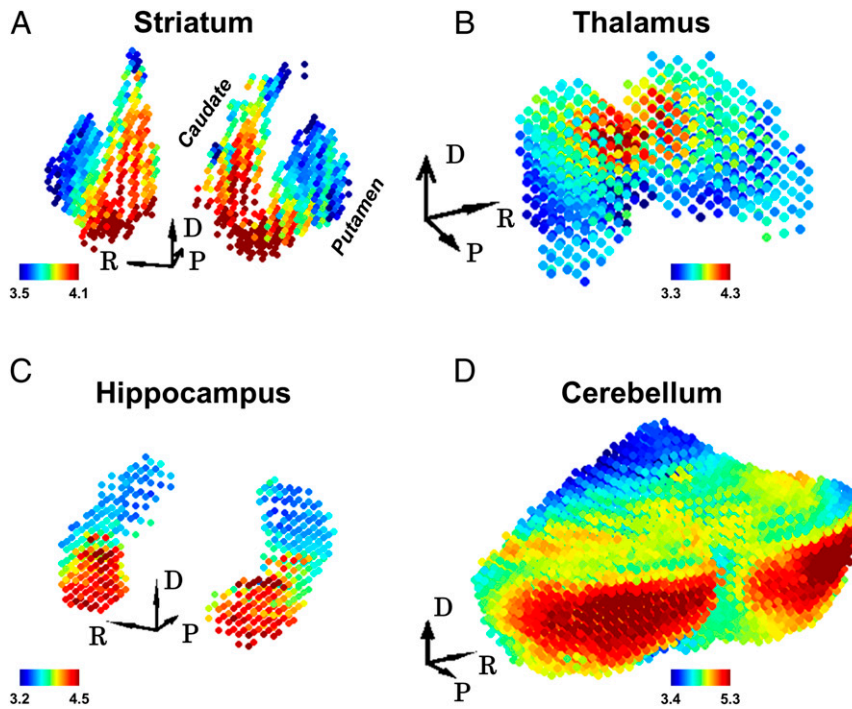 A
Striatum
Caudate
Putamen
D
R
P
3.5 4.1
B
Thalamus
D
R
P
3.3 4.3
C
Hippocampus
D
R
P
3.2 4.5
D
Cerebellum
D
R
P
3.4 5.3